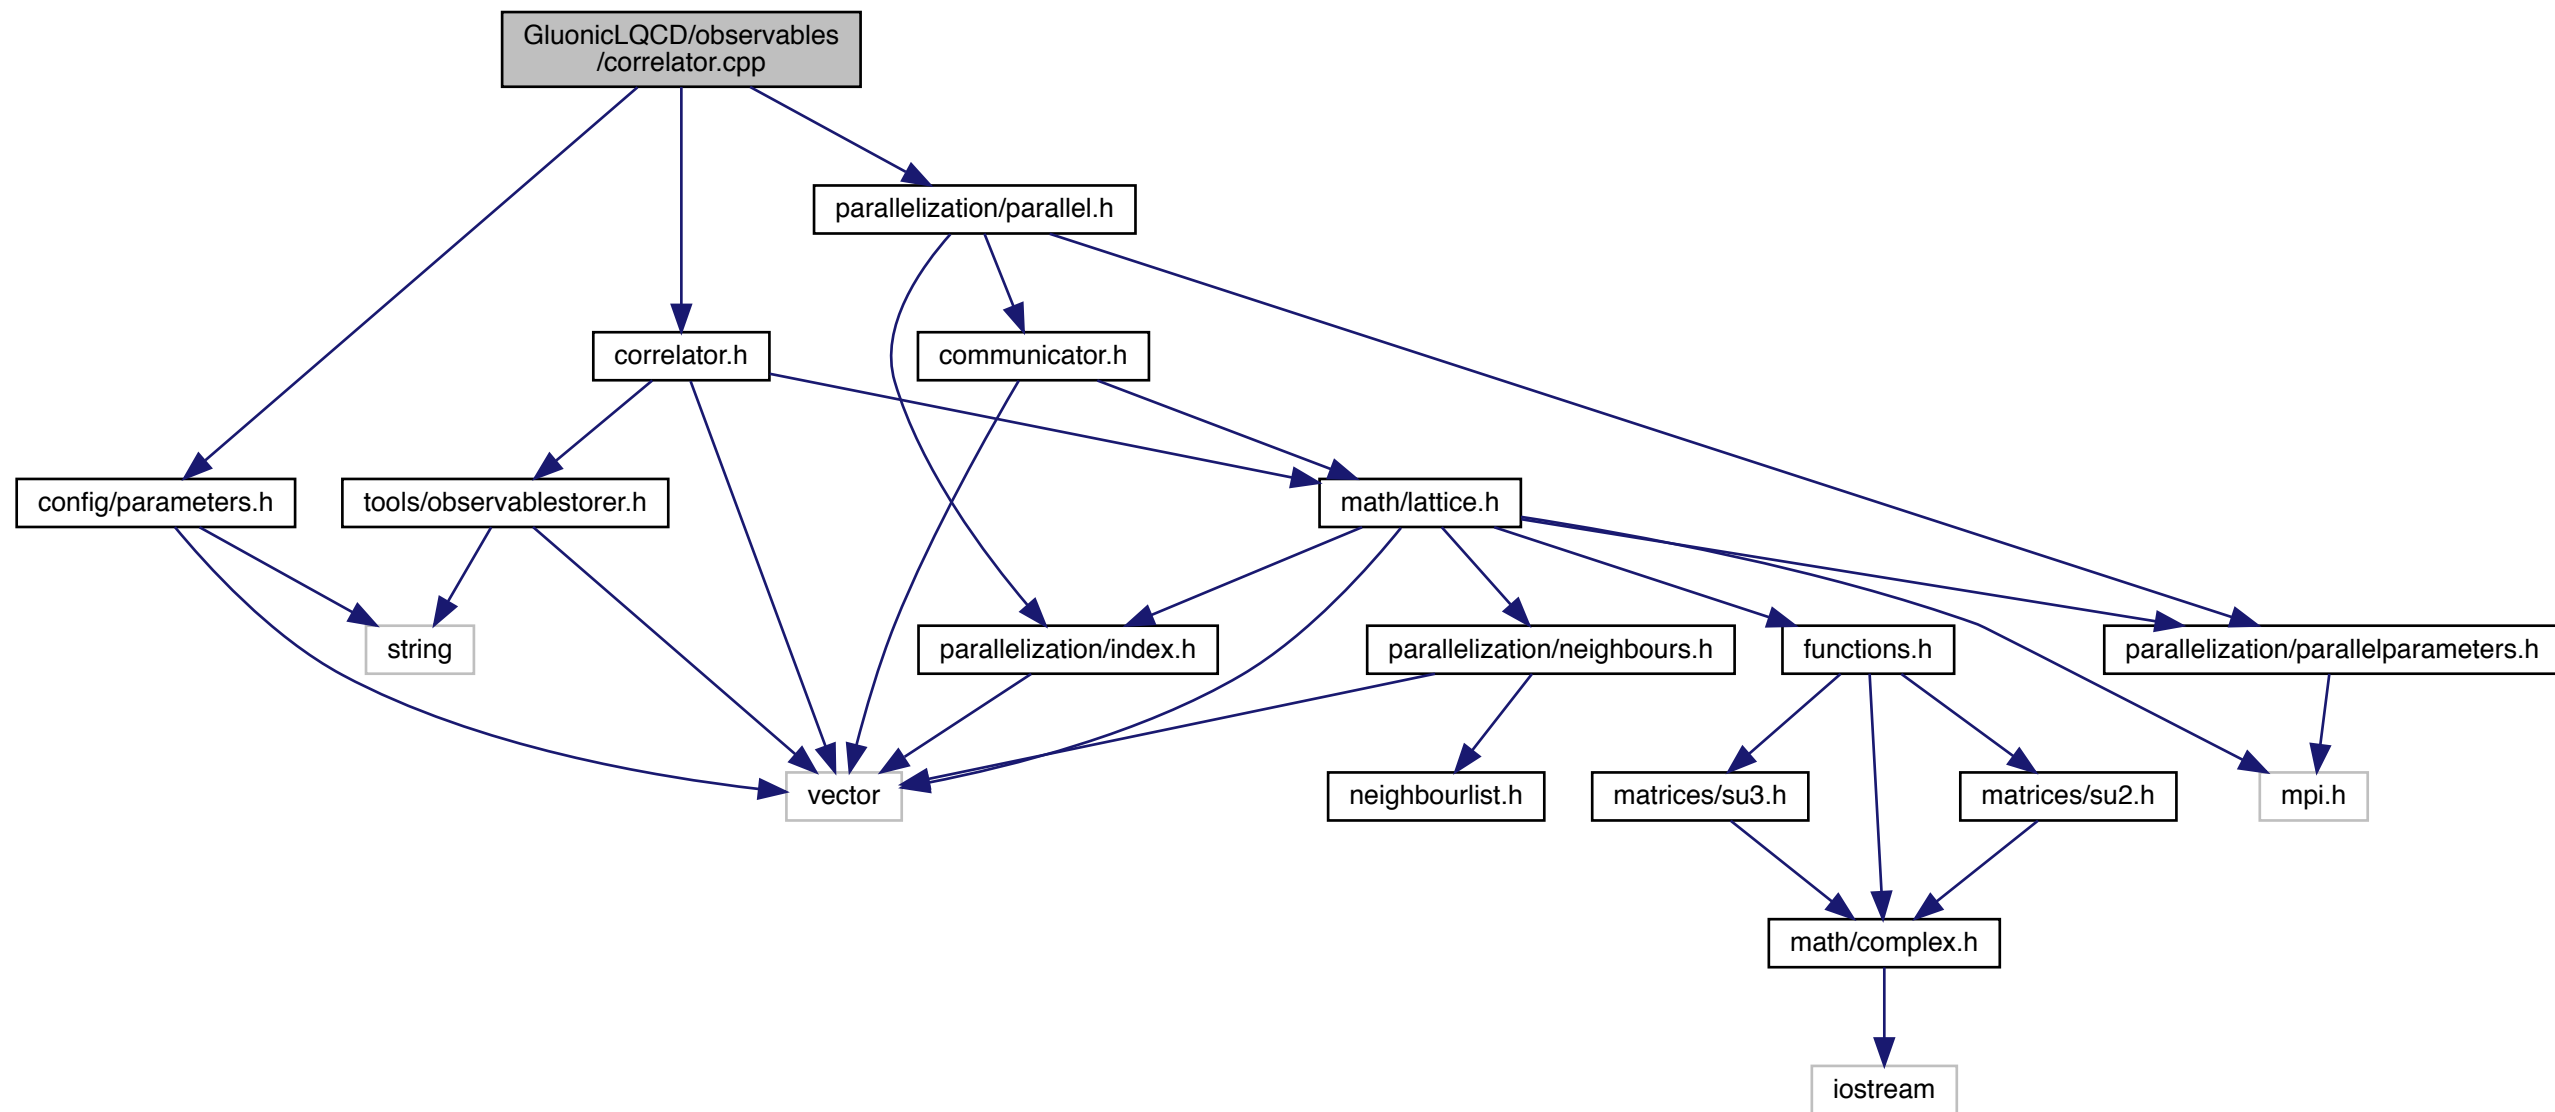 GluonicLQCD/observables
/correlator.cpp
parallelization/parallel.h
correlator.h
communicator.h
config/parameters.h
tools/observablestorer.h
math/lattice.h
string
parallelization/index.h
parallelization/neighbours.h
functions.h
parallelization/parallelparameters.h
vector
neighbourlist.h
matrices/su3.h
matrices/su2.h
mpi.h
math/complex.h
iostream